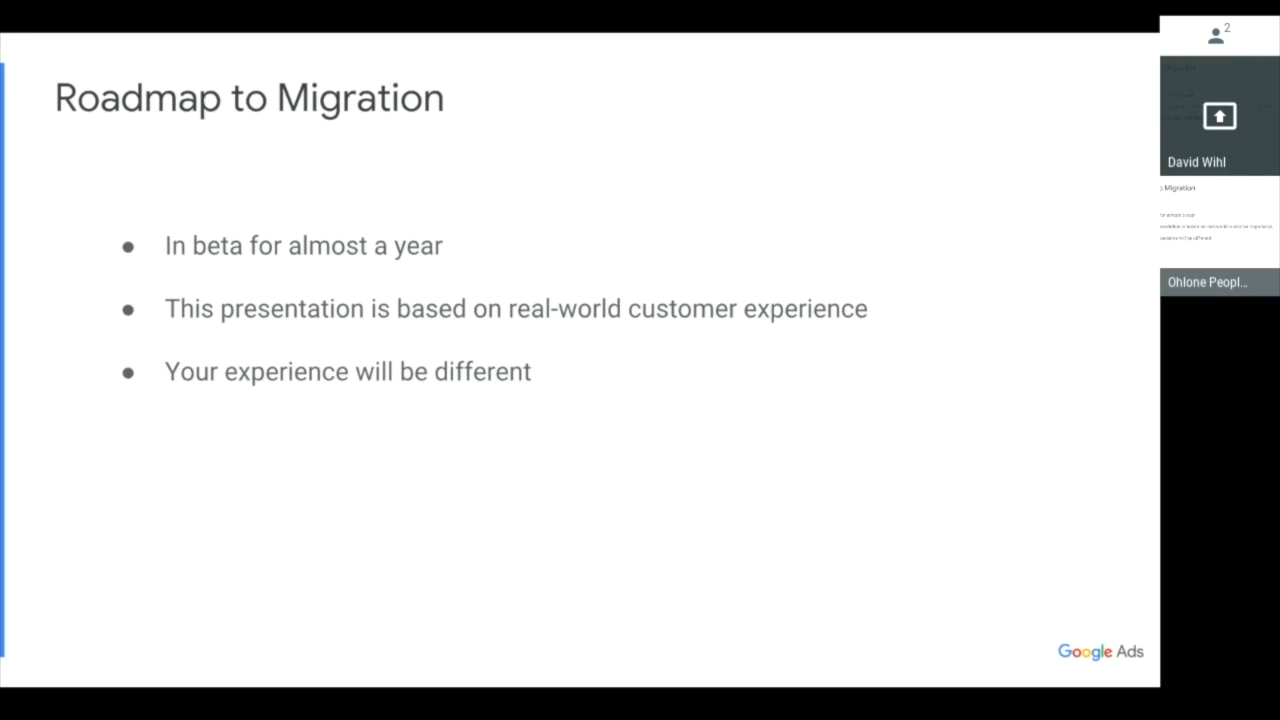 Roadmap to Migration
In beta for almost a year
This presentation is based on real-world customer experience
Your experience will be different
Google Ads
2
David Wihl
Migration
Ohlone Peopl...